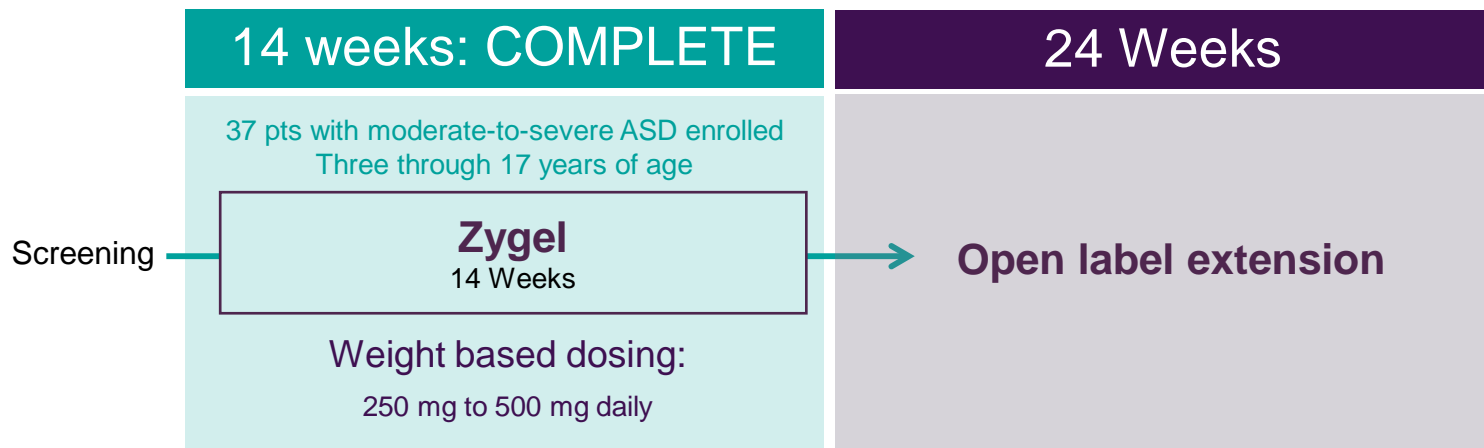 14 weeks: COMPLETE
24 Weeks
37 pts with moderate-to-severe ASD enrolled
Three through 17 years of age
Screening
Zygel
14 Weeks
Open label extension
Weight based dosing:
250 mg to 500 mg daily